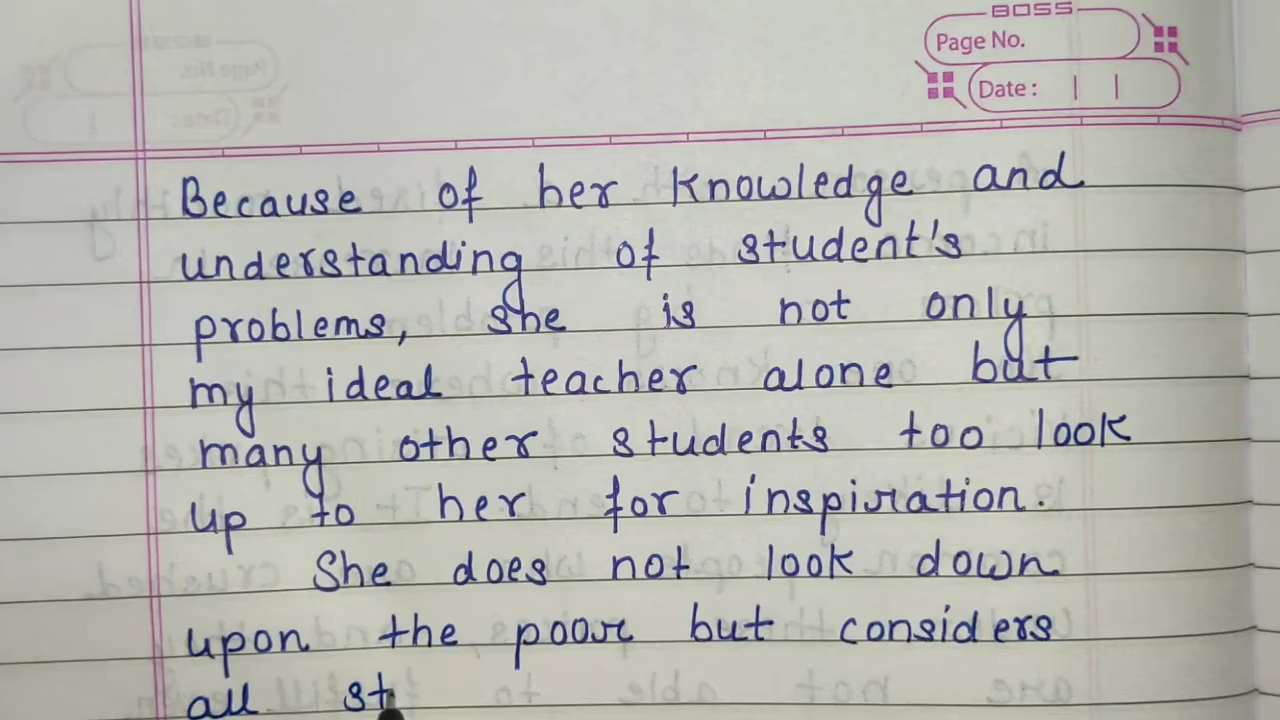 BOSS
Page No.
Date :
Because of her knowledge and
understanding of student's
problems, she is not only
my ideal teacher alone but
many other students too look
up to her for inspiration.
She does not look down
upon the poor but considers
all st